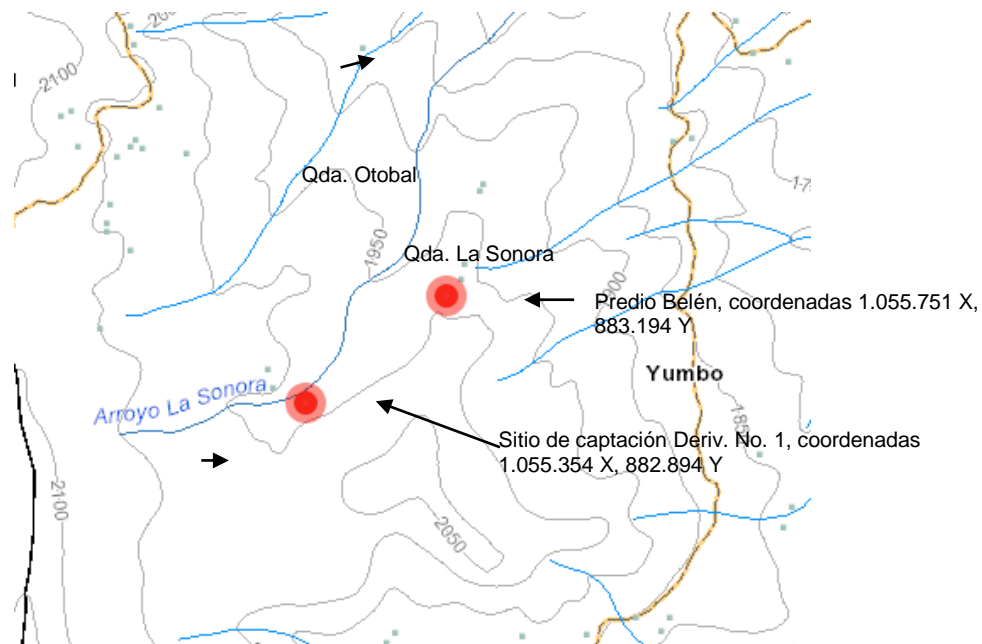 2100
Qda. Otobal
1950
Qda. La Sonora
Predio Belén, coordenadas 1.055.751 X,
883.194 Y
Yumbo
Arroyo La Sonora
Sitio de captación Deriv. No. 1, coordenadas
1.055.354 X, 882.894 Y
2100
2050